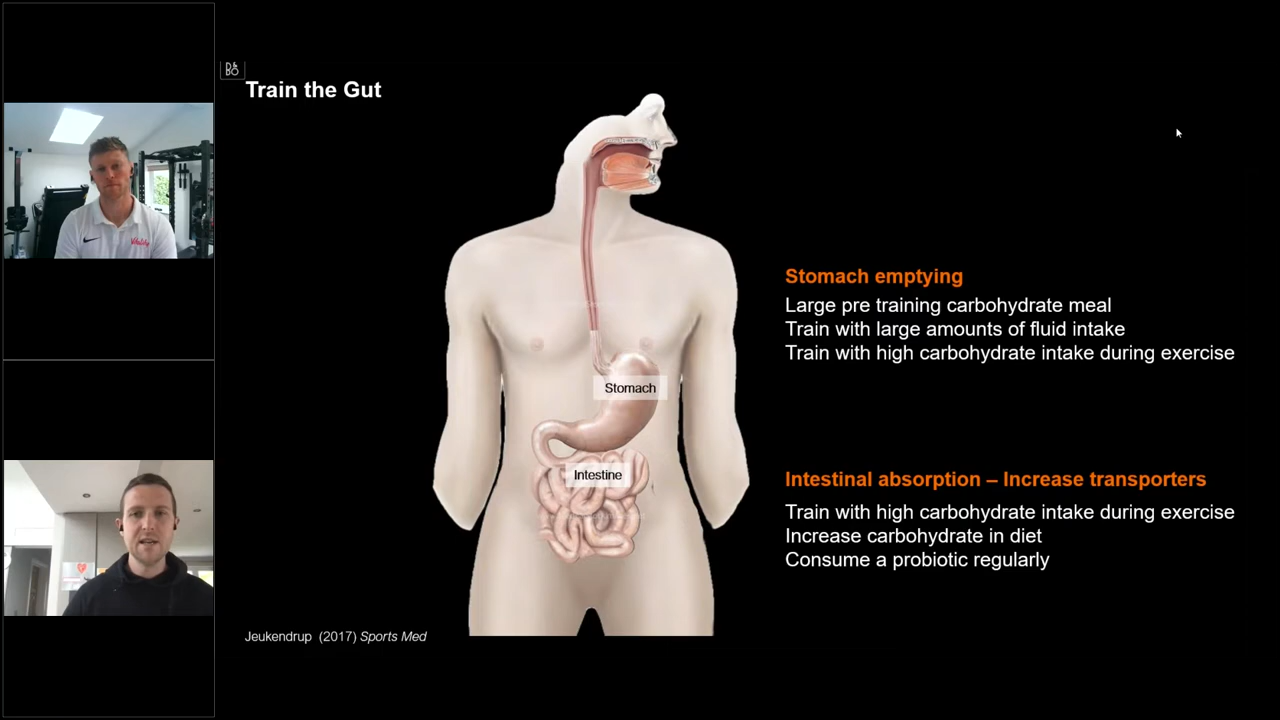 D&
BO
Train the Gut
Stomach
Intestine
Stomach emptying
Large pre training carbohydrate meal
Train with large amounts of fluid intake
Train with high carbohydrate intake during exercise
Intestinal absorption – Increase transporters
Train with high carbohydrate intake during exercise
Increase carbohydrate in diet
Consume a probiotic regularly
Jeukendrup (2017) Sports Med
Vitality